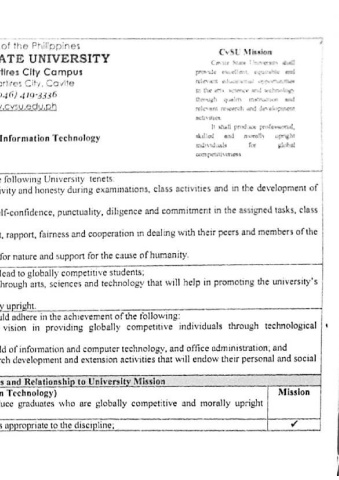 of the Philippines
ATE UNIVERSITY
rtires City Campus
artires City, Cavite
046) 419-3336
.cvsu.edu.ph
Information Technology
CvSU Mission
Cavite State University shall
provide excellent, equitable and
relevant educational opportunities
in the arts, science and technology
through quality instruction and
relevant research and development
activities
It shall produce professional,
skilled and morally upright
individuals for global
competitiveness
e following University tenets:
ivity and honesty during examinations, class activities and in the development of
elf-confidence, punctuality, diligence and commitment in the assigned tasks, class
t, rapport, fairness and cooperation in dealing with their peers and members of the
for nature and support for the cause of humanity.
lead to globally competitive students;
hrough arts, sciences and technology that will help in promoting the university's
y upright.
uld adhere in the achievement of the following:
vision in providing globally competitive individuals through technological
ld of information and computer technology, and office administration; and
rch development and extension activities that will endow their personal and social
s and Relationship to University Mission
n Technology) Mission
uce graduates who are globally competitive and morally upright
s appropriate to the discipline; ✓